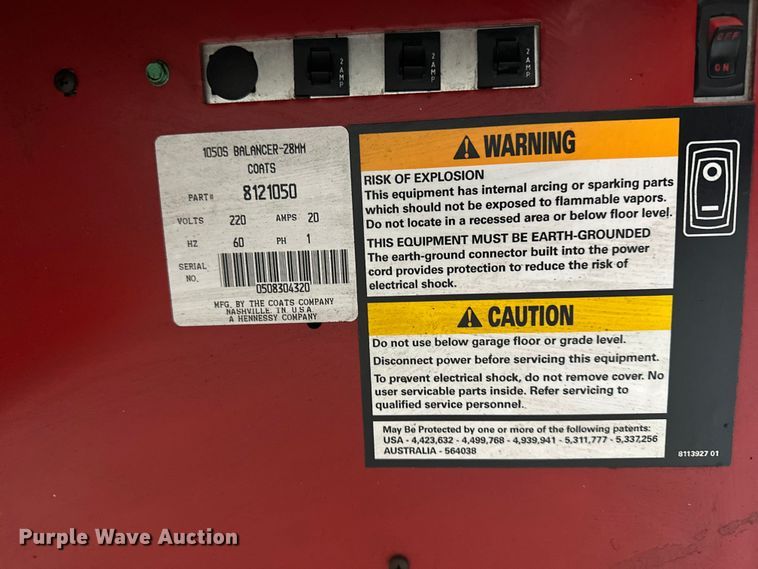 2 AMP
2 AMP
2 AMP
OFF
ON
1050S BALANCER-28MM
COATS
PART# 8121050
VOLTS 220 AMPS 20
HZ 60 PH 1
SERIAL NO. 0508304320
MFG. BY THE COATS COMPANY
NASHVILLE IN U.S.A.
A HENNESSY COMPANY
WARNING
RISK OF EXPLOSION
This equipment has internal arcing or sparking parts
which should not be exposed to flammable vapors.
Do not locate in a recessed area or below floor level.
THIS EQUIPMENT MUST BE EARTH-GROUNDED
The earth-ground connector built into the power
cord provides protection to reduce the risk of
electrical shock.
CAUTION
Do not use below garage floor or grade level.
Disconnect power before servicing this equipment.
To prevent electrical shock, do not remove cover. No
user servicable parts inside. Refer servicing to
qualified service personnel.
May Be Protected by one or more of the following patents:
USA - 4,423,632 - 4,499,768 - 4,939,941 - 5,311,777 - 5,337,256
AUSTRALIA - 564038
8113927 01
Purple Wave Auction